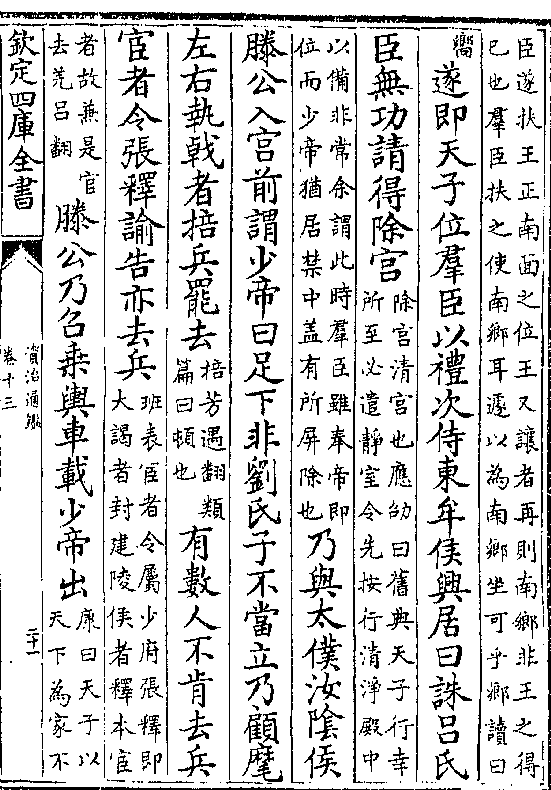 臣遂扶王正南面之位王又讓者再則南鄉非王之得
已也羣臣扶之使南鄉耳遽以為南鄉坐可乎鄉讀曰
嚮遂即天子位羣臣以禮次侍東牟侯興居曰誅呂氏
臣無功請得除宫
除宫清宫也應劭曰舊典天子行幸
所至必遣靜室令先按行清淨殿中
以備非常余謂此時羣臣雖奉帝即
位而少帝猶居禁中盖有所屏除也
乃與太僕汝陰侯
滕公入宫前謂少帝曰足下非劉氏子不當立乃顧麾
左右執戟者掊兵罷去
掊芳遇翻類
篇曰頓也
有數人不肯去兵
宦者令張釋諭告亦去兵
班表宦者令屬少府張釋即
大謁者封建陵侯者釋本宦
者故兼是官
去羌呂翻
滕公乃召乘輿車載少帝出
康曰天子以
天下為家不
欽定四庫全書
資治通鑑
卷十三
二十一